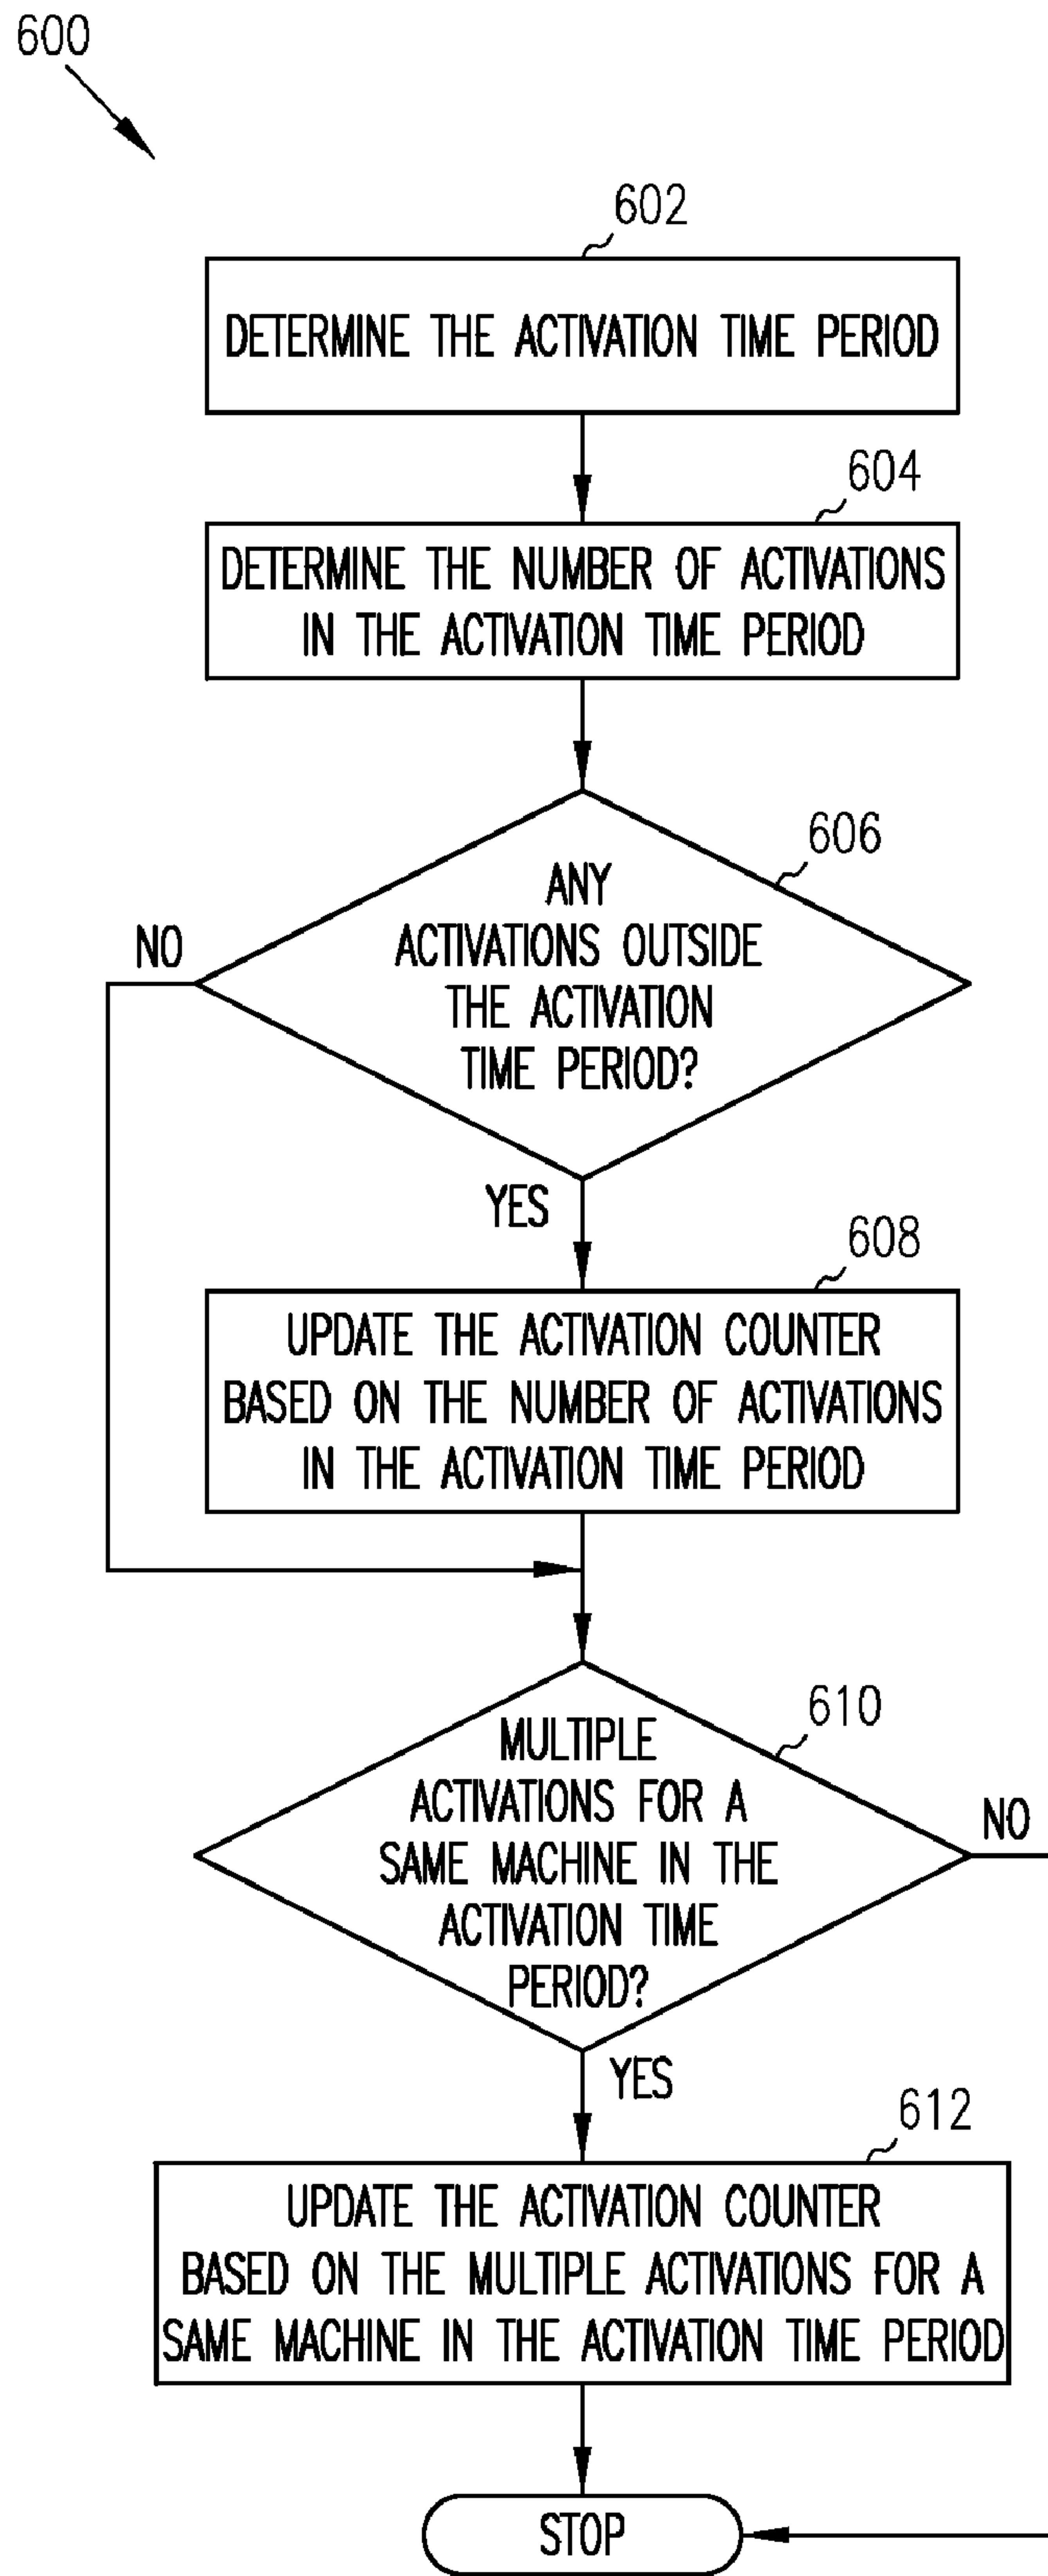 600
602
DETERMINE THE ACTIVATION TIME PERIOD
604
DETERMINE THE NUMBER OF ACTIVATIONS
IN THE ACTIVATION TIME PERIOD
606
ANY
ACTIVATIONS OUTSIDE
THE ACTIVATION
TIME PERIOD?
NO
YES
608
UPDATE THE ACTIVATION COUNTER
BASED ON THE NUMBER OF ACTIVATIONS
IN THE ACTIVATION TIME PERIOD
610
MULTIPLE
ACTIVATIONS FOR A
SAME MACHINE IN THE
ACTIVATION TIME
PERIOD?
NO
YES
612
UPDATE THE ACTIVATION COUNTER
BASED ON THE MULTIPLE ACTIVATIONS FOR A
SAME MACHINE IN THE ACTIVATION TIME PERIOD
STOP